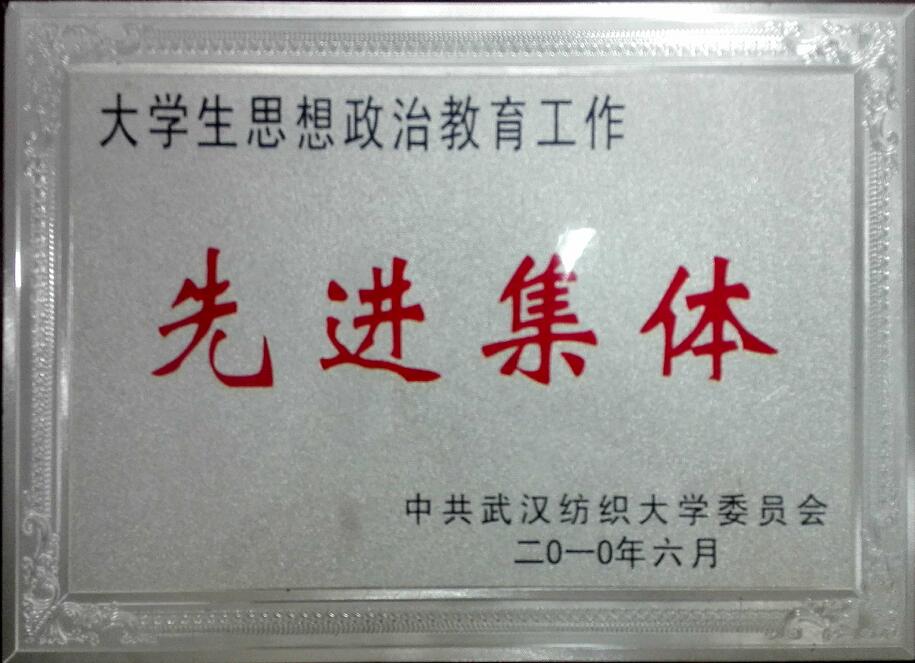 大学生思想政治教育工作
先进集体
中共武汉纺织大学委员会
二0一0年六月